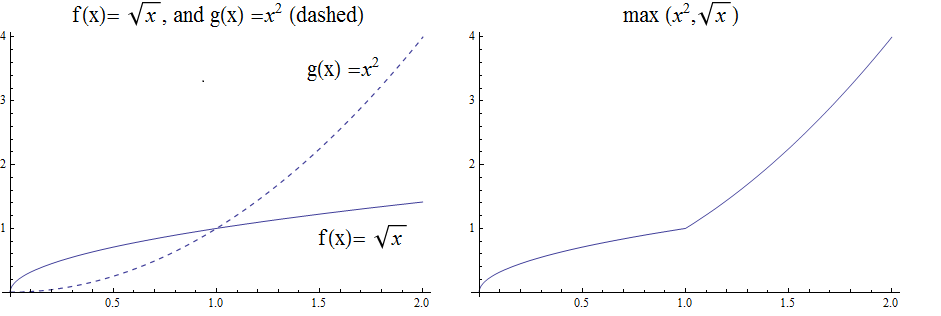 f(x)= √x , and g(x) =x² (dashed)
4
g(x) =x²
3
2
1
f(x)= √x
0.5 1.0 1.5 2.0
max (x²,√x )
4
3
2
1
0.5 1.0 1.5 2.0